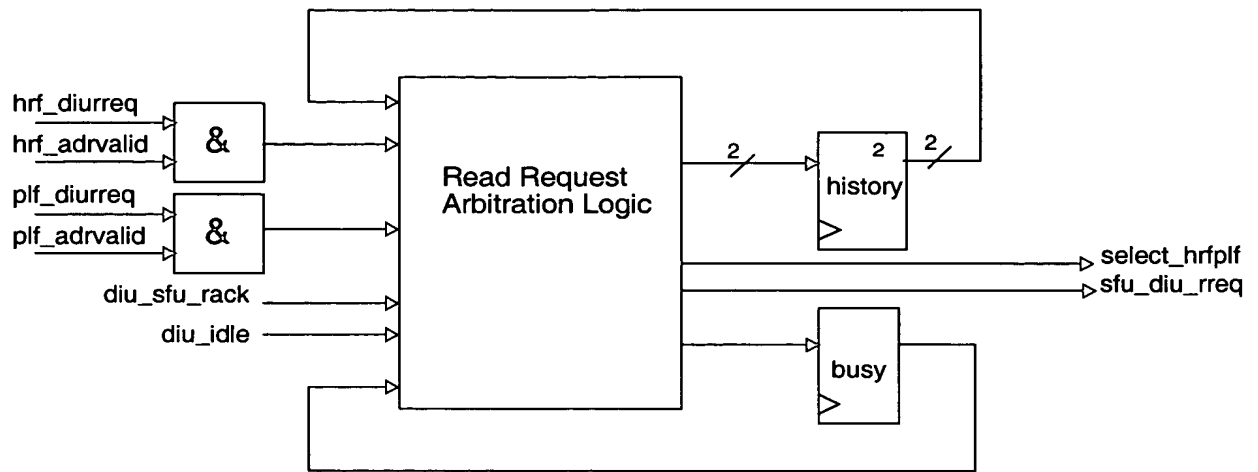 hrf_diurreq
hrf_adrvalid
&
plf_diurreq
plf_adrvalid
&
diu_sfu_rack
diu_idle
Read Request
Arbitration Logic
2
2
2
history
select_hrfplf
sfu_diu_rreq
busy